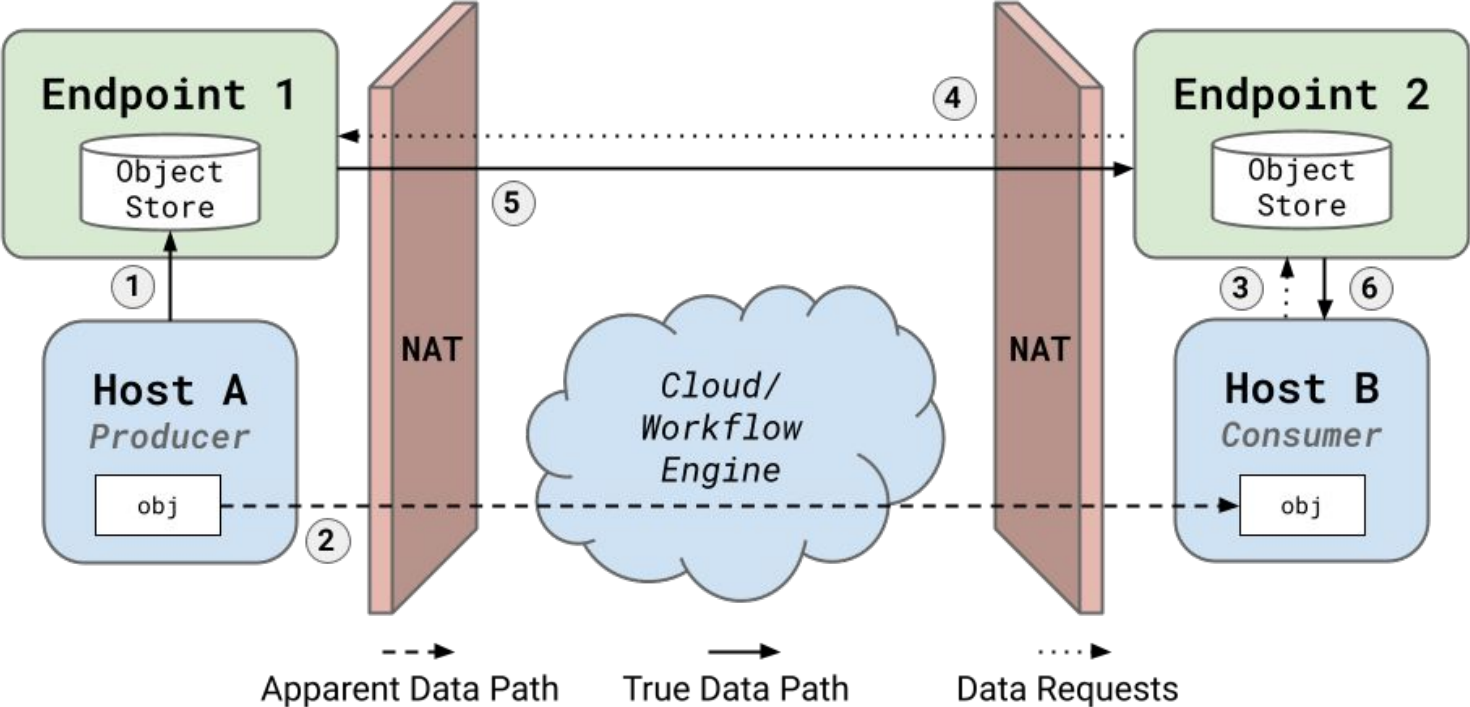 Endpoint 1
Object
Store
1
Host A
Producer
obj
2
NAT
5
4
Cloud/
Workflow
Engine
NAT
Endpoint 2
Object
Store
3
6
Host B
Consumer
obj
Apparent Data Path
True Data Path
Data Requests